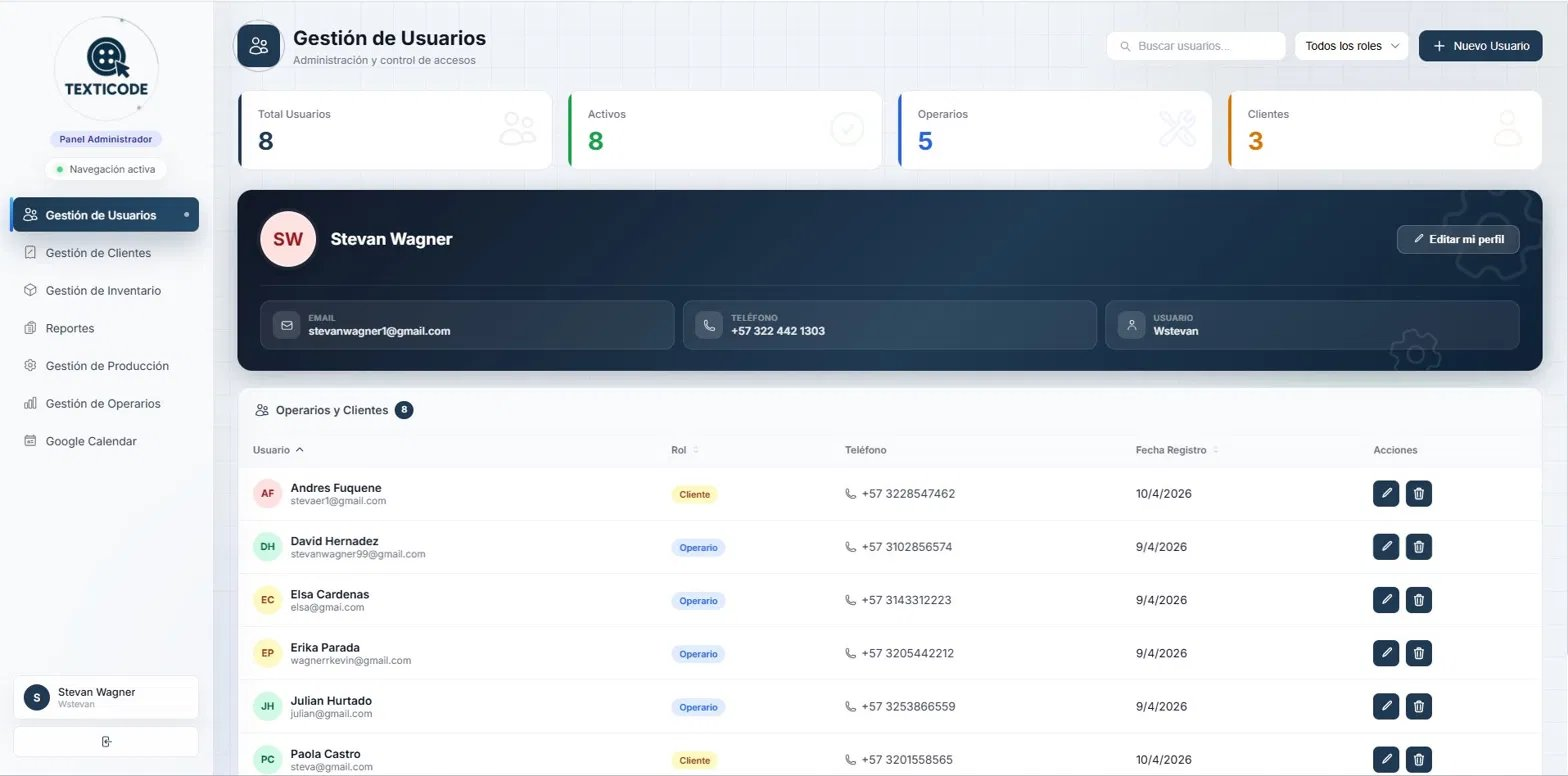 TEXTICODE
Panel Administrador
Navegación activa
Gestión de Usuarios
Gestión de Clientes
Gestión de Inventario
Reportes
Gestión de Producción
Gestión de Operarios
Google Calendar
S
Stevan Wagner
Wstevan
Gestión de Usuarios
Administración y control de accesos
Buscar usuarios...
Todos los roles
Nuevo Usuario
Total Usuarios
8
Activos
8
Operarios
5
Clientes
3
SW
Stevan Wagner
Editar mi perfil
EMAIL
stevanwagner1@gmail.com
TELÉFONO
+57 322 442 1303
USUARIO
Wstevan
Operarios y Clientes 8
Usuario Rol Teléfono Fecha Registro Acciones
AF Andres Fuquene Cliente +57 3228547462 10/4/2026
stevaer1@gmail.com
DH David Hernadez Operario +57 3102856574 9/4/2026
stevanwagner99@gmail.com
EC Elsa Cardenas Operario +57 3143312223 9/4/2026
elsa@gmai.com
EP Erika Parada Operario +57 3205442212 9/4/2026
wagnerrkevin@gmail.com
JH Julian Hurtado Operario +57 3253866559 9/4/2026
julian@gmail.com
PC Paola Castro Cliente +57 3201558565 10/4/2026
steva@gmail.com